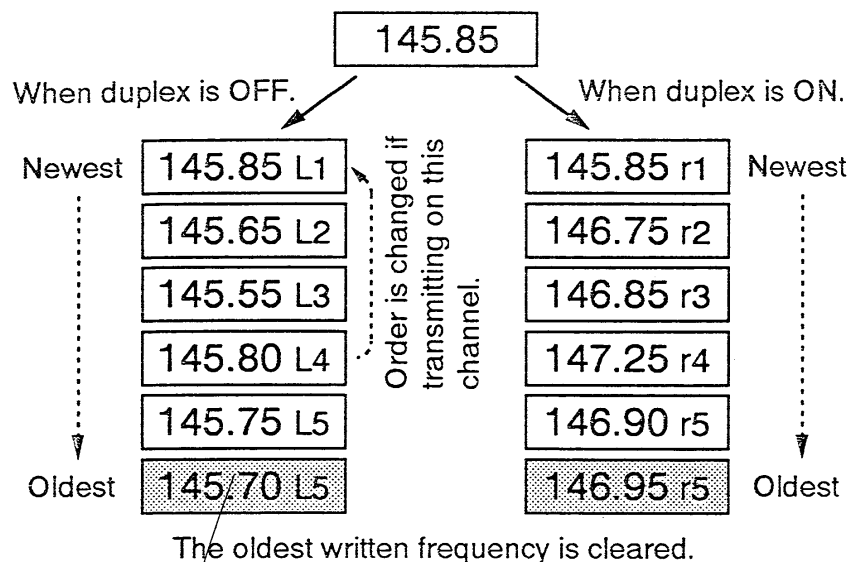 145.85
When duplex is OFF.
When duplex is ON.
Newest
145.85 L1
145.65 L2
145.55 L3
145.80 L4
145.75 L5
145.70 L5
Oldest
Order is changed if
transmitting on this
channel.
145.85 r1
146.75 r2
146.85 r3
147.25 r4
146.90 r5
146.95 r5
Newest
Oldest
The oldest written frequency is cleared.